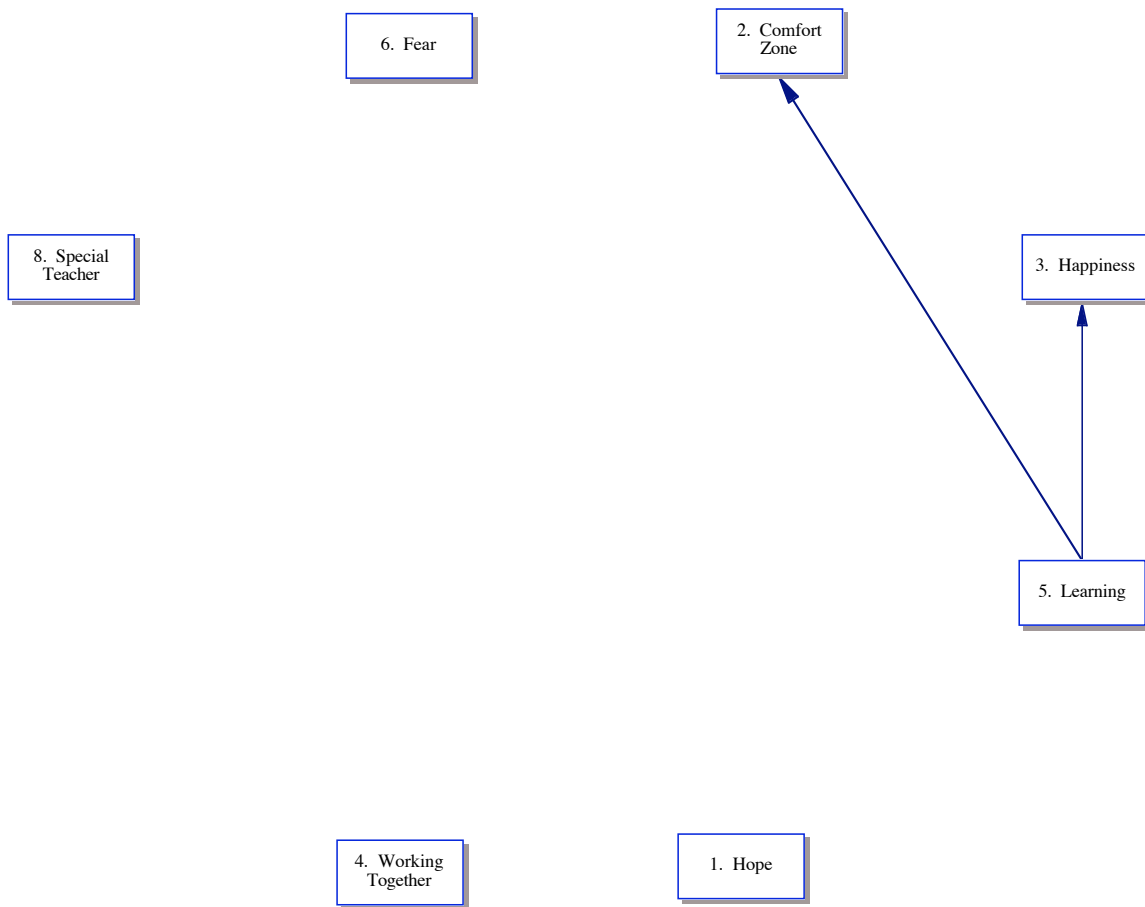 6. Fear
2. Comfort
Zone
8. Special
Teacher
3. Happiness
5. Learning
4. Working
Together
1. Hope